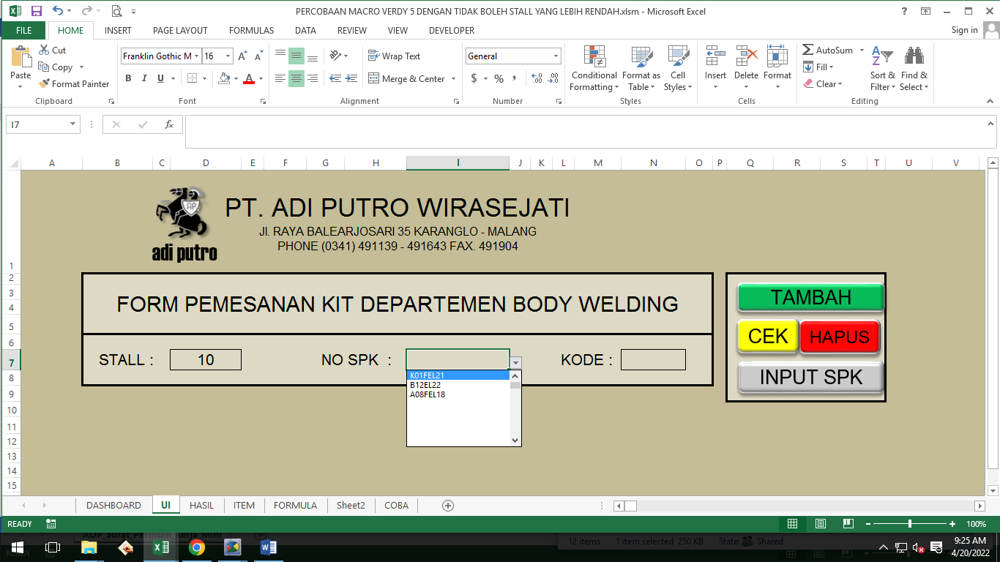 PERCOBAAN MACRO VERDY 5 DENGAN TIDAK BOLEH STALL YANG LEBIH RENDAH.xlsm - Microsoft Excel
FILE HOME INSERT PAGE LAYOUT FORMULAS DATA REVIEW VIEW DEVELOPER Sign in
Paste
Cut
Copy
Format Painter
Clipboard
Franklin Gothic M 16
B I U
Font
Wrap Text
Merge & Center
Alignment
General
$ % ,
Number
Conditional Formatting
Format as Table
Cell Styles
Styles
Insert
Delete
Format
Cells
AutoSum
Fill
Clear
Sort & Filter
Find & Select
Editing
I7
fx
A B C D E F G H I J K L M N O P Q R S T U V
adi putro
AP
PT. ADI PUTRO WIRASEJATI
Jl. RAYA BALEARJOSARI 35 KARANGLO - MALANG
PHONE (0341) 491139 - 491643 FAX. 491904
1
2
3
4
5
6
7
8
9
10
11
12
13
14
15
FORM PEMESANAN KIT DEPARTEMEN BODY WELDING
STALL : 10 NO SPK : KODE :
K01FEL21
B12EL22
A08FEL18
TAMBAH
CEK HAPUS
INPUT SPK
DASHBOARD UI HASIL ITEM FORMULA Sheet2 COBA
READY 100%
ADP_Surat_Perintah_Kerja_Mini
12 items 1 item selected 250 KB State: Shared
READY
9:25 AM
4/20/2022